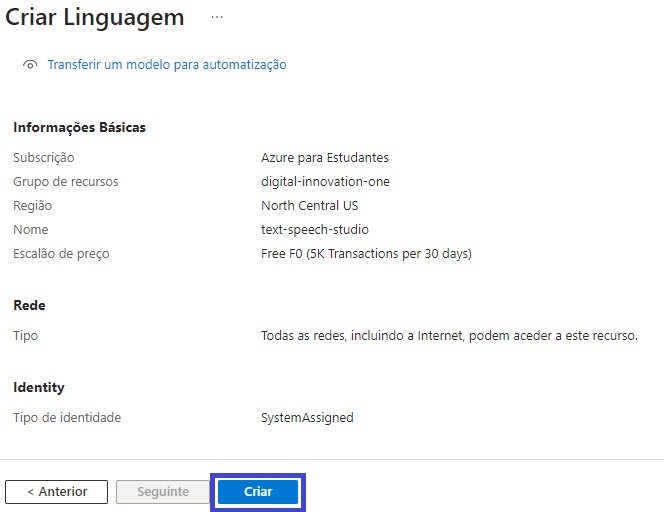 Criar Linguagem ...
Transferir um modelo para automatização
Informações Básicas
Subscrição Azure para Estudantes
Grupo de recursos digital-innovation-one
Região North Central US
Nome text-speech-studio
Escalão de preço Free F0 (5K Transactions per 30 days)
Rede
Tipo Todas as redes, incluindo a Internet, podem aceder a este recurso.
Identity
Tipo de identidade SystemAssigned
< Anterior Seguinte Criar